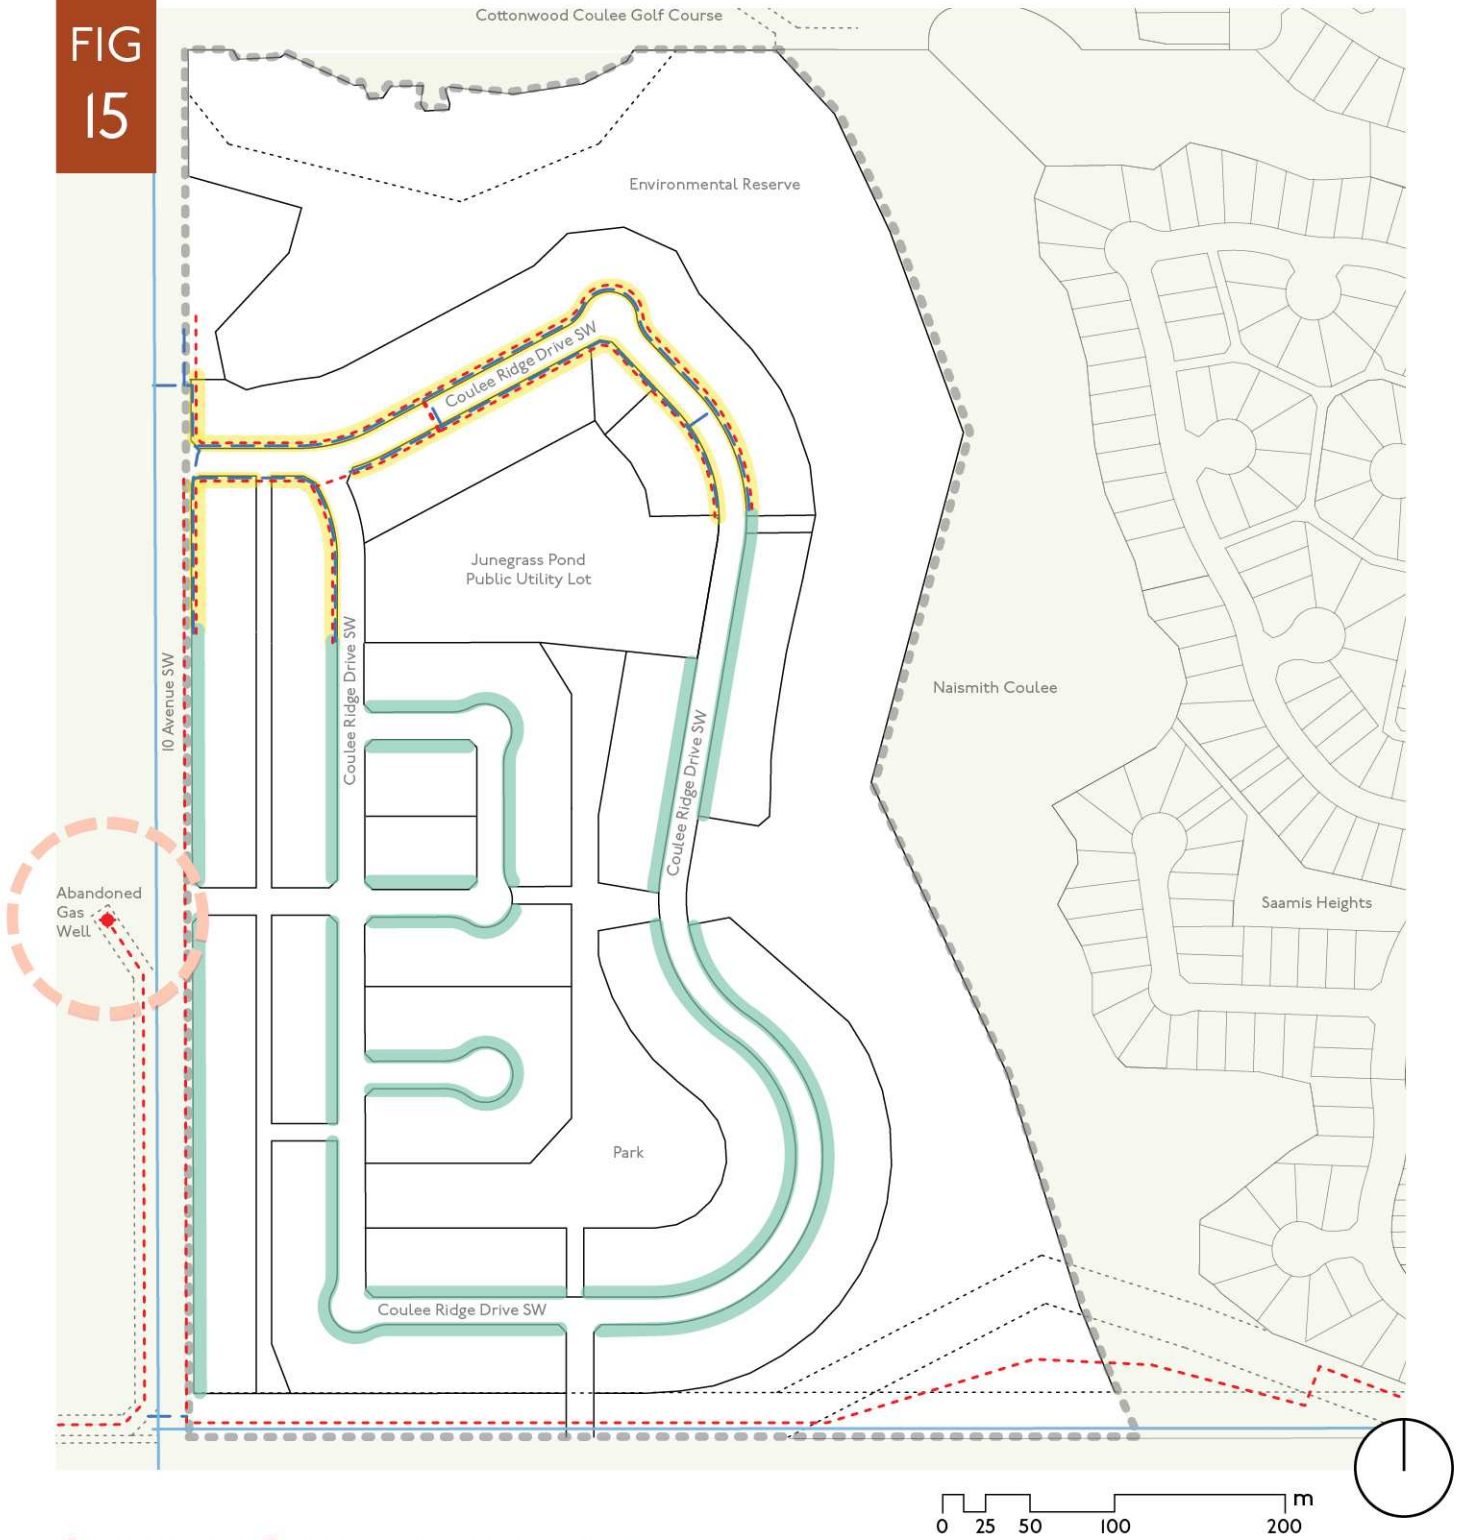 FIG
15
Cottonwood Coulee Golf Course
Environmental Reserve
Coulee Ridge Drive SW
Junegrass Pond
Public Utility Lot
10 Avenue SW
Coulee Ridge Drive SW
Coulee Ridge Drive SW
Naismith Coulee
Abandoned
Gas
Well
Saamis Heights
Park
Coulee Ridge Drive SW
m
0 25 50 100 200